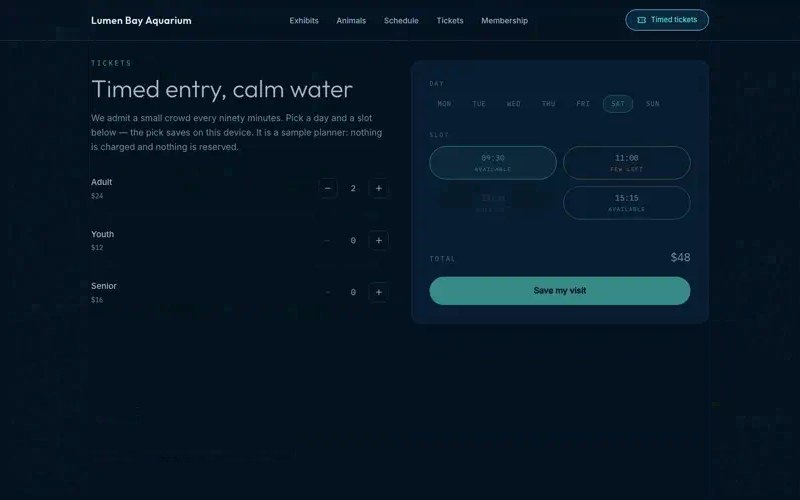 Lumen Bay Aquarium
Exhibits
Animals
Schedule
Tickets
Membership
Timed tickets
TICKETS
Timed entry, calm water
We admit a small crowd every ninety minutes. Pick a day and a slot
below — the pick saves on this device. It is a sample planner: nothing
is charged and nothing is reserved.
Adult
$24
− 2 +
Youth
$12
− 0 +
Senior
$16
− 0 +
DAY
MON TUE WED THU FRI SAT SUN
SLOT
09:30
AVAILABLE
11:00
FEW LEFT
15:15
AVAILABLE
TOTAL
$48
Save my visit